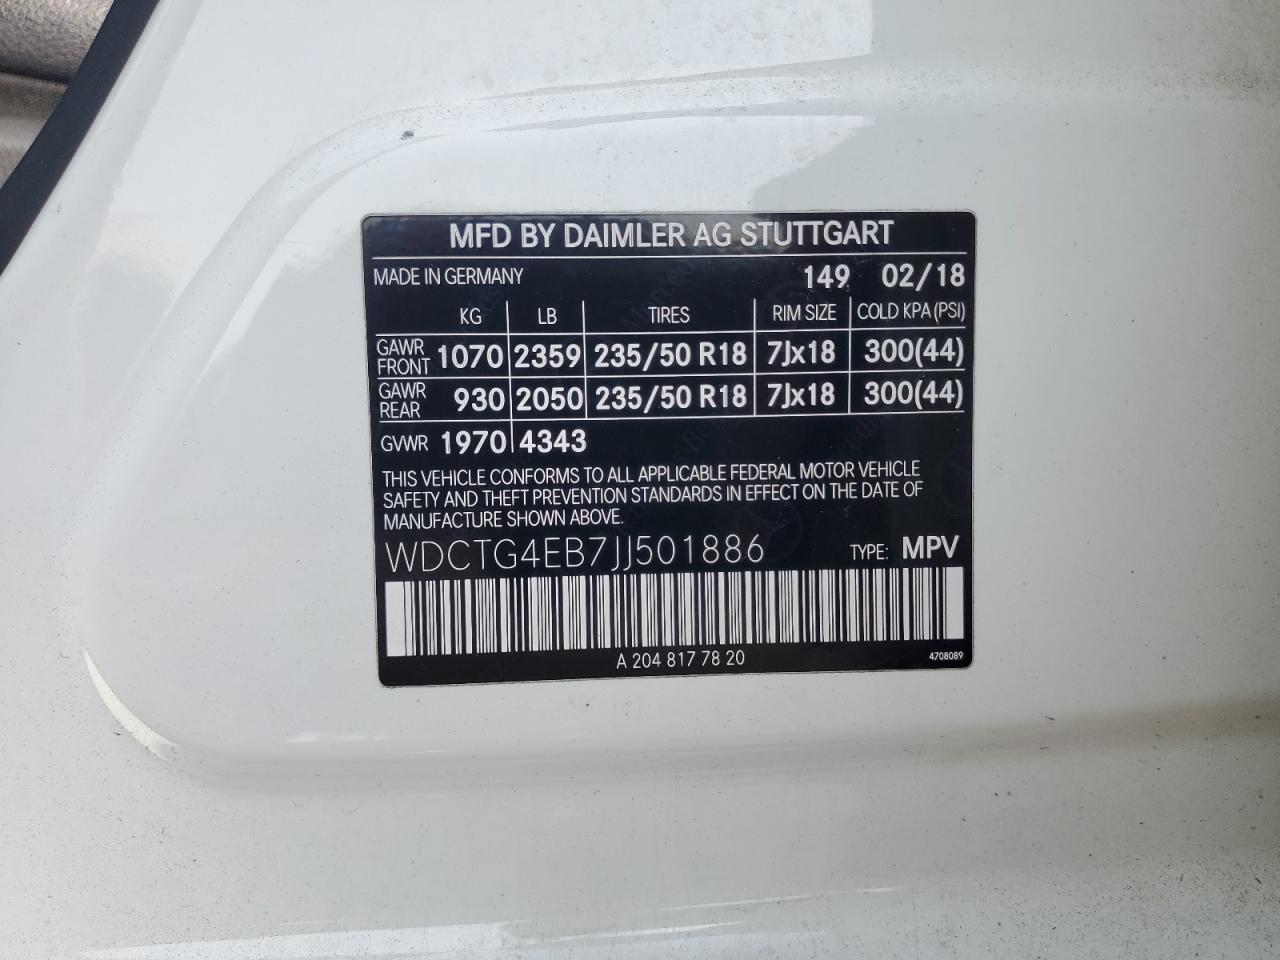 MFD BY DAIMLER AG STUTTGART
MADE IN GERMANY 149 02/18
KG LB TIRES RIM SIZE COLD KPA (PSI)
GAWR FRONT 1070 2359 235/50 R18 7Jx18 300(44)
GAWR REAR 930 2050 235/50 R18 7Jx18 300(44)
GVWR 1970 4343
THIS VEHICLE CONFORMS TO ALL APPLICABLE FEDERAL MOTOR VEHICLE
SAFETY AND THEFT PREVENTION STANDARDS IN EFFECT ON THE DATE OF
MANUFACTURE SHOWN ABOVE.
WDCTG4EB7JJ501886 TYPE: MPV
A 204 817 78 20 4708089